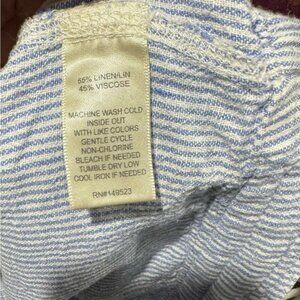 55% LINEN/LIN
45% VISCOSE
MACHINE WASH COLD
INSIDE OUT
WITH LIKE COLORS
GENTLE CYCLE
NON-CHLORINE
BLEACH IF NEEDED
TUMBLE DRY LOW
COOL IRON IF NEEDED
RN#149523